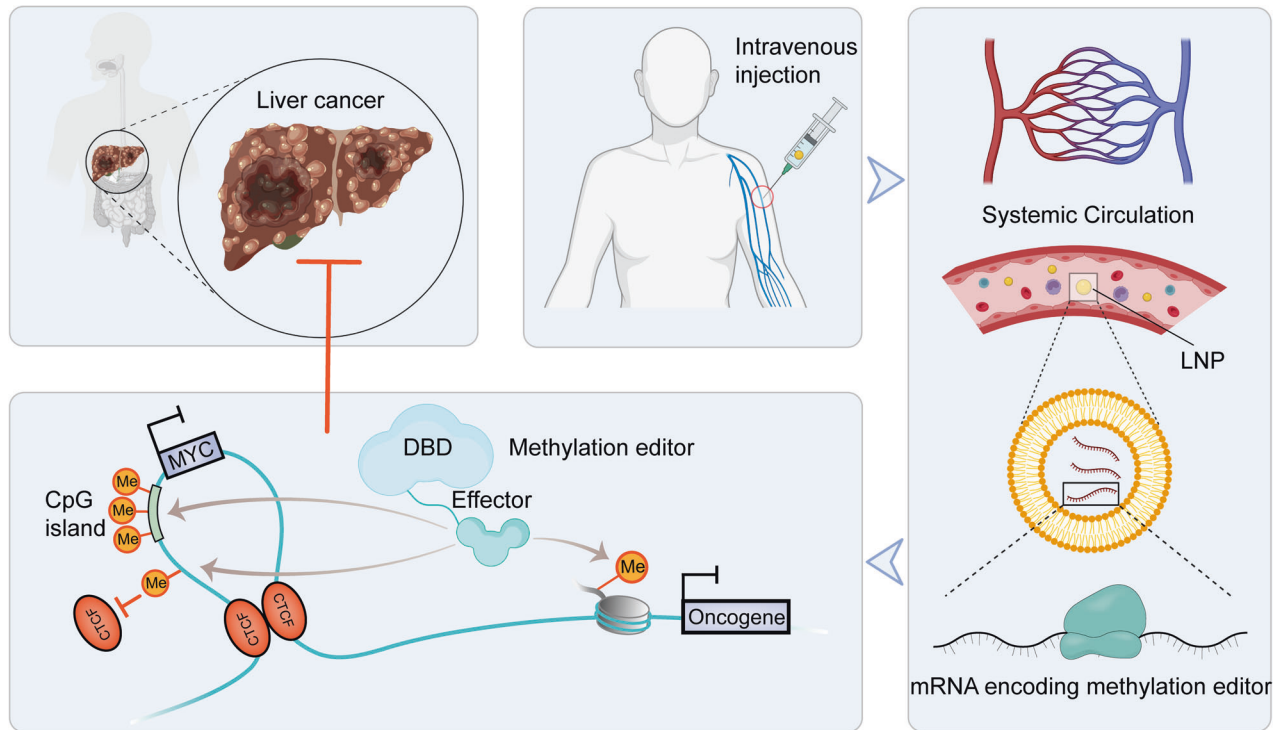 Liver cancer
Intravenous
injection
Systemic Circulation
LNP
mRNA encoding methylation editor
MYC
DBD
Methylation editor
Effector
CpG
island
Me
Me
Me
Me
CTCF
CTCF
CTCF
Me
Oncogene